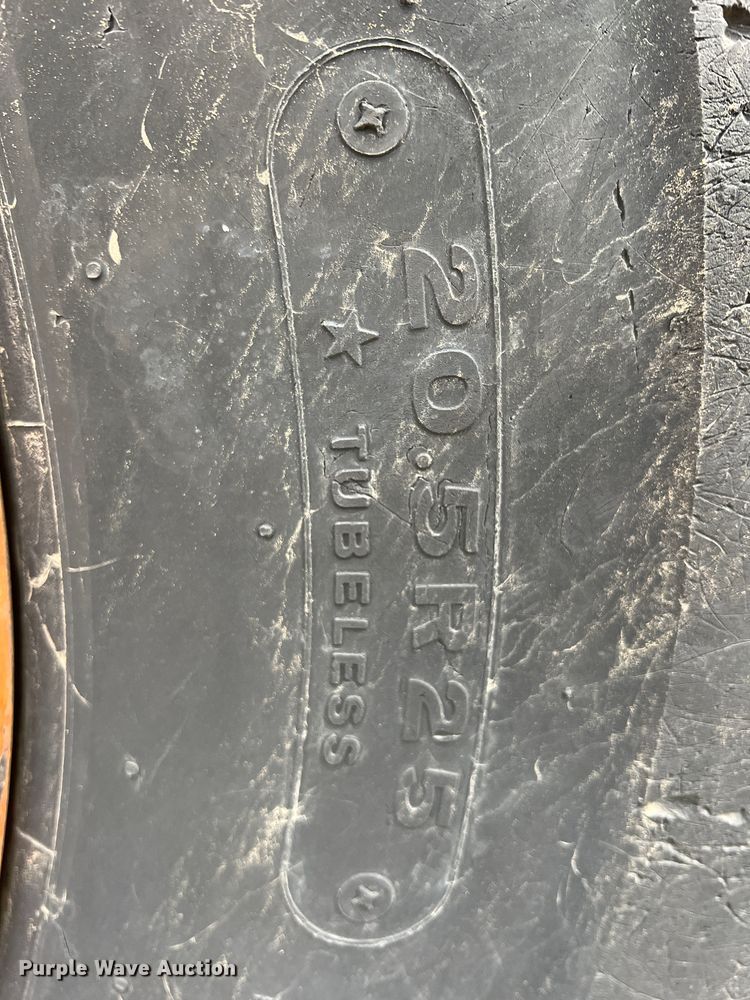 20.5R25
★ TUBELESS
Purple Wave Auction